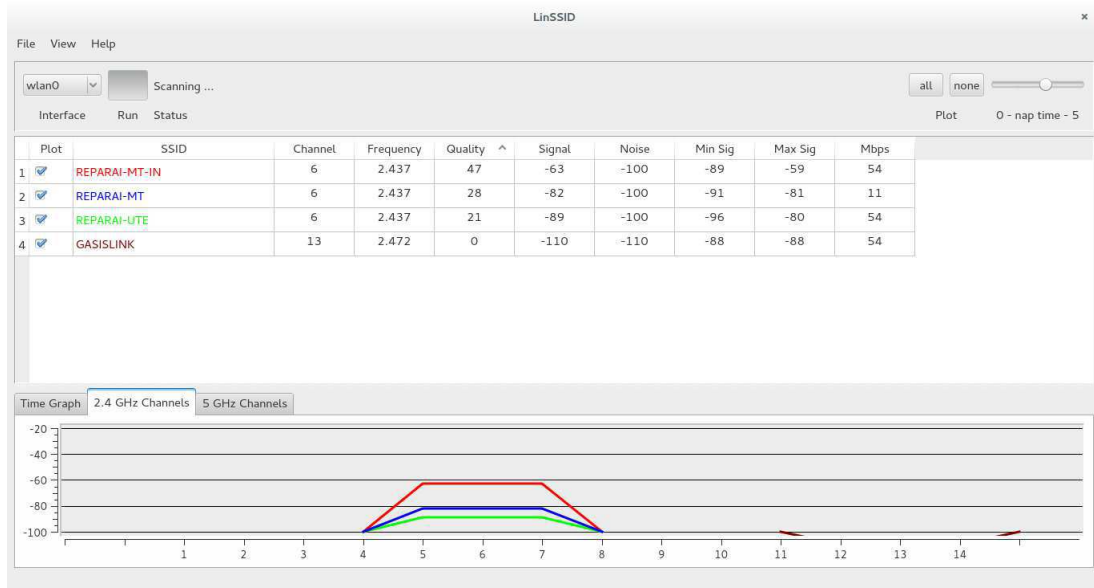 LinSSID ×
File View Help
wlan0 Scanning ... all none
Interface Run Status Plot 0 - nap time - 5
Plot SSID Channel Frequency Quality Signal Noise Min Sig Max Sig Mbps
1 REPARAI-MT-IN 6 2.437 47 -63 -100 -89 -59 54
2 REPARAI-MT 6 2.437 28 -82 -100 -91 -81 11
3 REPARAI-UTE 6 2.437 21 -89 -100 -96 -80 54
4 GASISLINK 13 2.472 0 -110 -110 -88 -88 54
Time Graph 2.4 GHz Channels 5 GHz Channels
-20
-40
-60
-80
-100
1 2 3 4 5 6 7 8 9 10 11 12 13 14